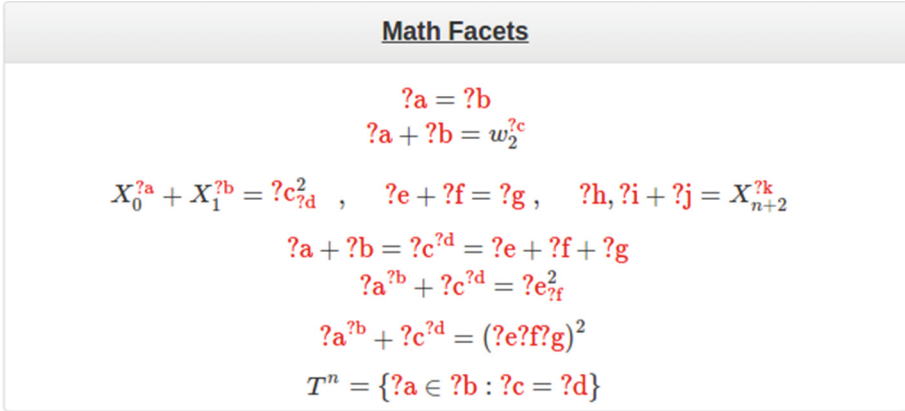 Math Facets
?a = ?b
?a + ?b = w_2^{?c}
X_0^{?a} + X_1^{?b} = ?c_{?d}^2 , ?e + ?f = ?g , ?h, ?i + ?j = X_{n+2}^{?k}
?a + ?b = ?c^{?d} = ?e + ?f + ?g
?a^{?b} + ?c^{?d} = ?e_{?f}^2
?a^{?b} + ?c^{?d} = (?e?f?g)^2
T^n = {?a ∈ ?b : ?c = ?d}